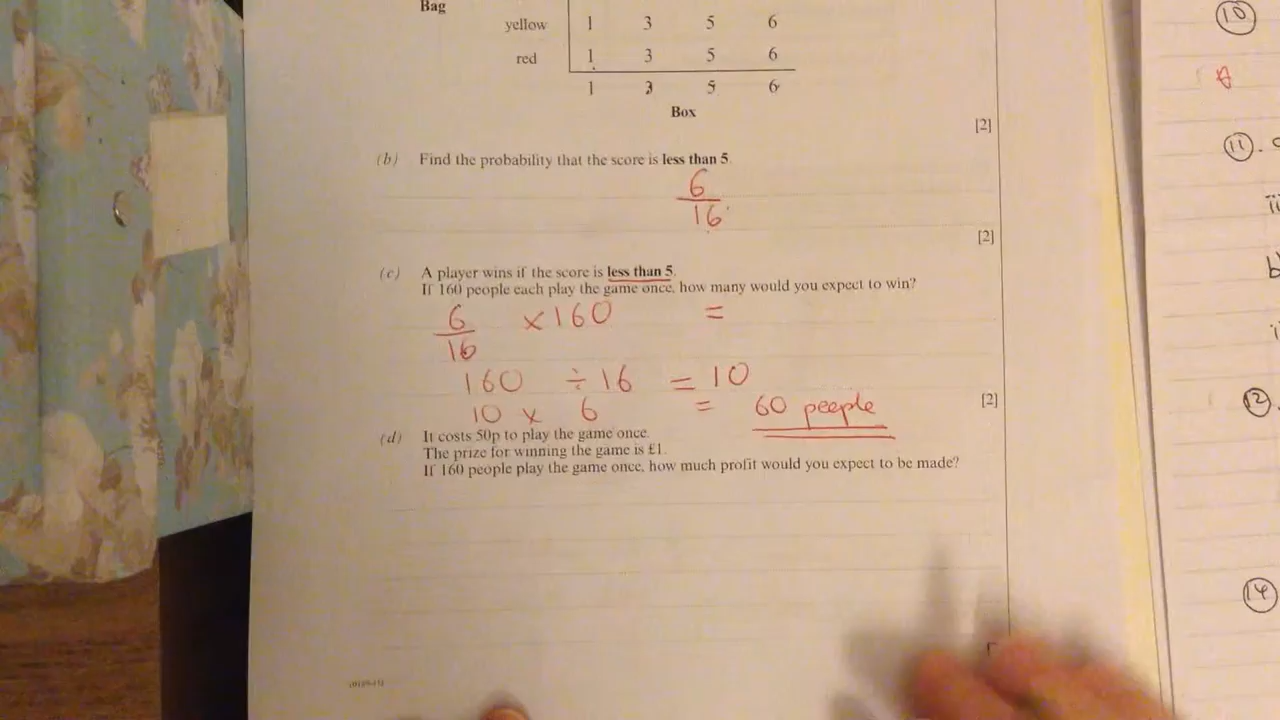 Bag
yellow 1 3 5 6
red 1 3 5 6
1 3 5 6
Box
[2]
(b) Find the probability that the score is less than 5.
6
16
[2]
(c) A player wins if the score is less than 5.
If 160 people each play the game once, how many would you expect to win?
6 × 160 =
16
160 ÷ 16 = 10
10 × 6 = 60 people
[2]
(d) It costs 50p to play the game once.
The prize for winning the game is £1.
If 160 people play the game once, how much profit would you expect to be made?
10
11.
b
12.
14